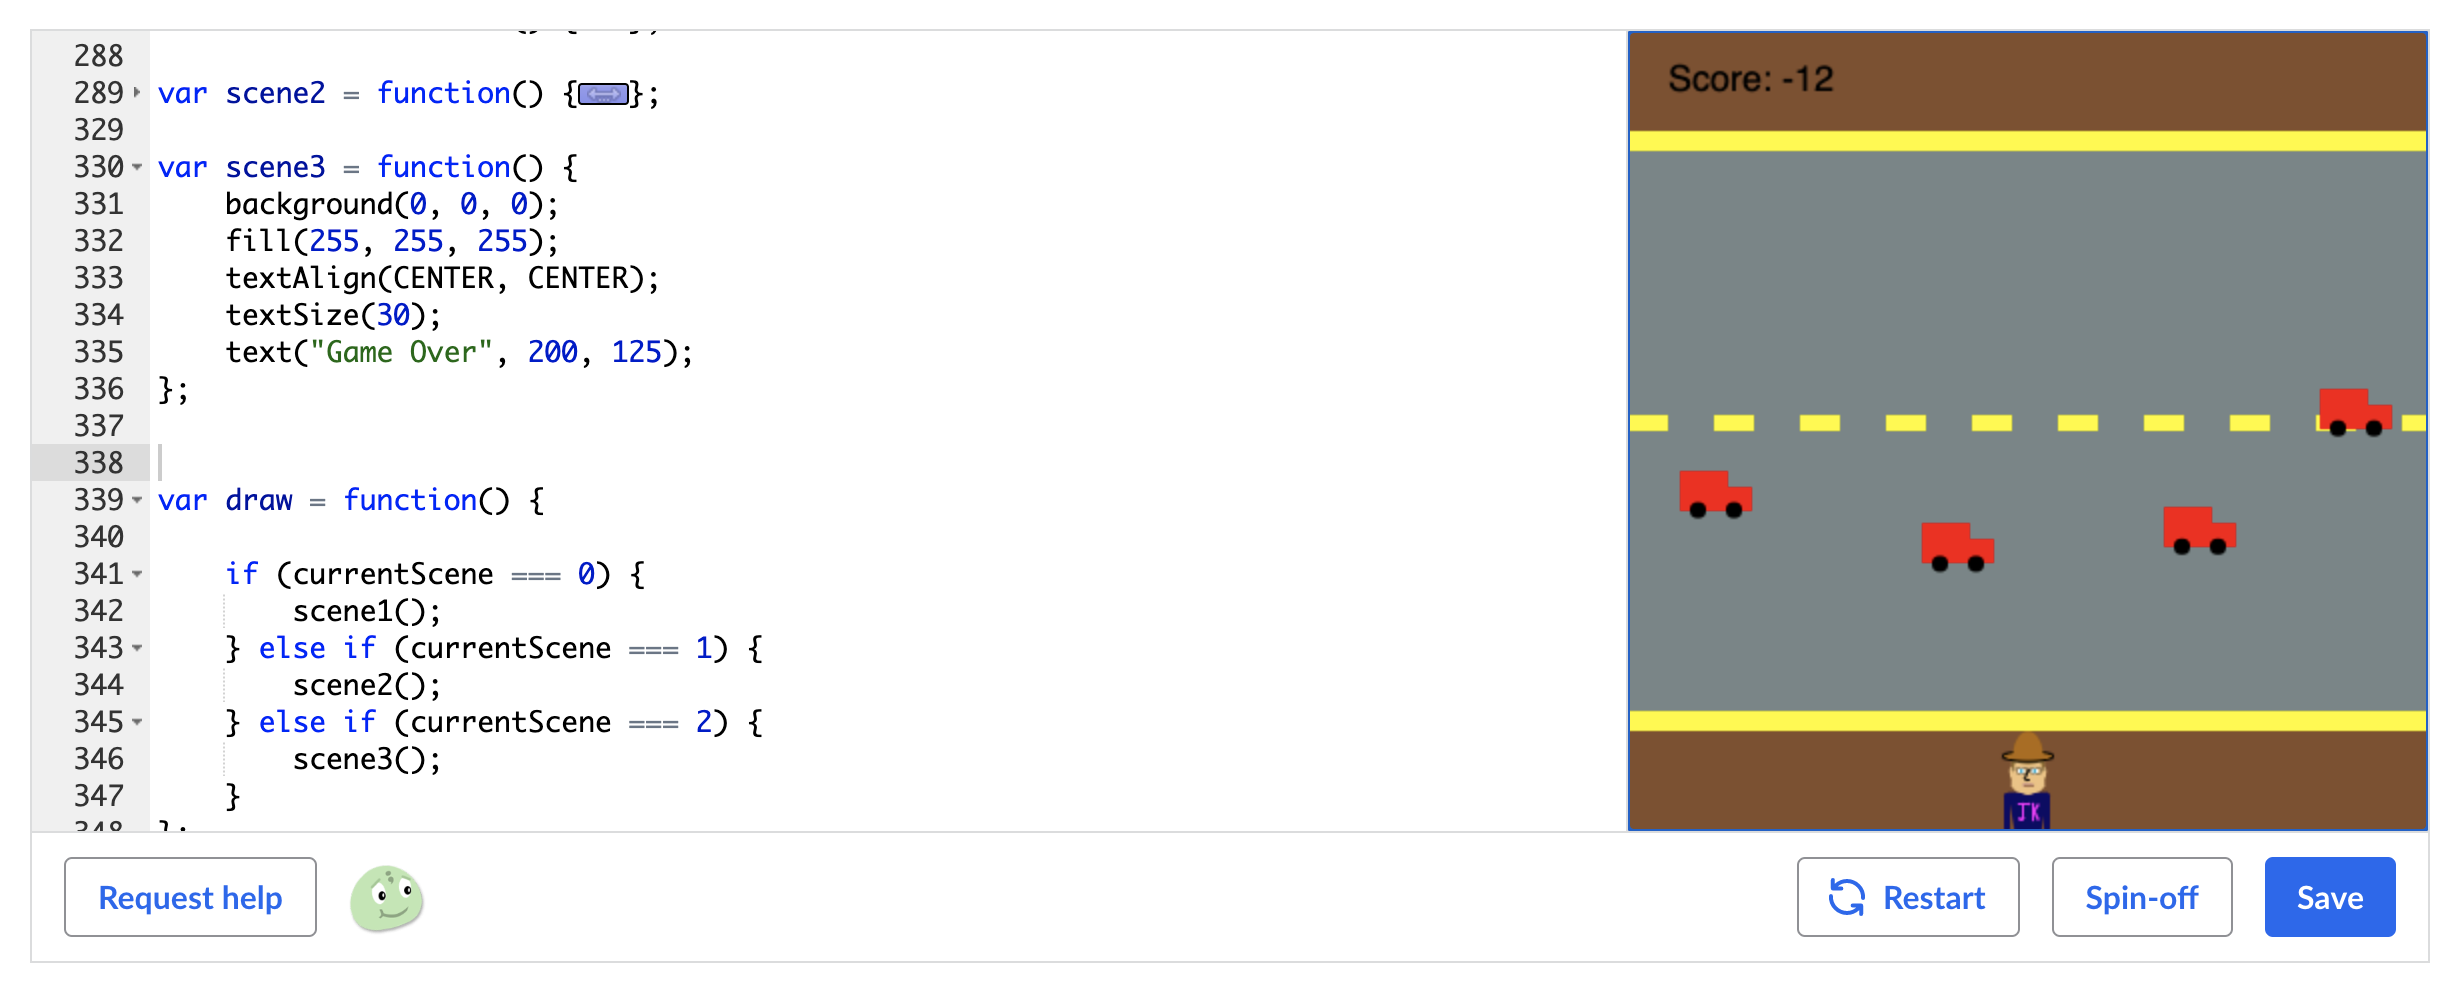 288
289 var scene2 = function() {};
329
330 var scene3 = function() {
331 background(0, 0, 0);
332 fill(255, 255, 255);
333 textAlign(CENTER, CENTER);
334 textSize(30);
335 text("Game Over", 200, 125);
336 };
337
338
339 var draw = function() {
340
341 if (currentScene === 0) {
342 scene1();
343 } else if (currentScene === 1) {
344 scene2();
345 } else if (currentScene === 2) {
346 scene3();
347 }
348 };
Score: -12
JK
Request help
Restart
Spin-off
Save